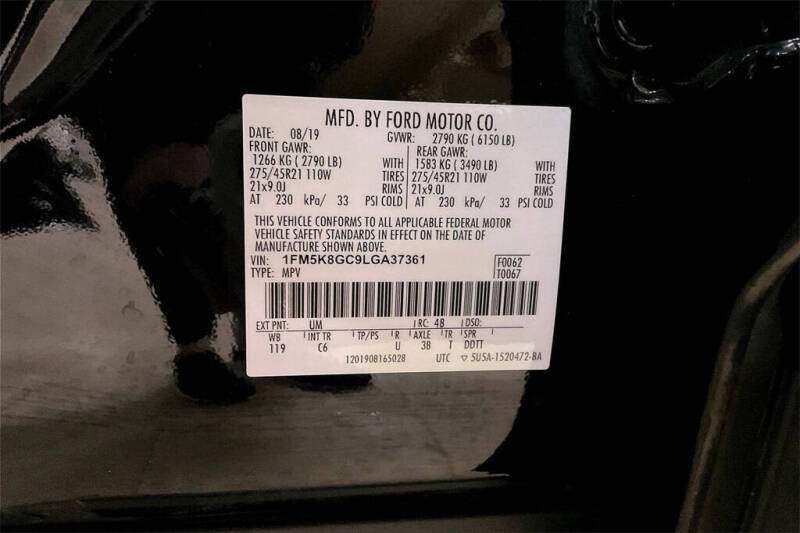 MFD. BY FORD MOTOR CO.
DATE: 08/19 GVWR: 2790 KG ( 6150 LB)
FRONT GAWR: REAR GAWR:
1266 KG ( 2790 LB) WITH 1583 KG ( 3490 LB) WITH
275/45R21 110W TIRES 275/45R21 110W TIRES
21x9.0J RIMS 21x9.0J RIMS
AT 230 kPa/ 33 PSI COLD AT 230 kPa/ 33 PSI COLD
THIS VEHICLE CONFORMS TO ALL APPLICABLE FEDERAL MOTOR
VEHICLE SAFETY STANDARDS IN EFFECT ON THE DATE OF
MANUFACTURE SHOWN ABOVE.
VIN: 1FM5K8GC9LGA37361 F0062
TYPE: MPV T0067
EXT PNT: UM RC: 48 DSO:
WB INT TR TP/PS R AXLE TR SPR
119 C6 U 3B T DDTT
1201908165028 UTC ▽ 5U5A-1520472-BA